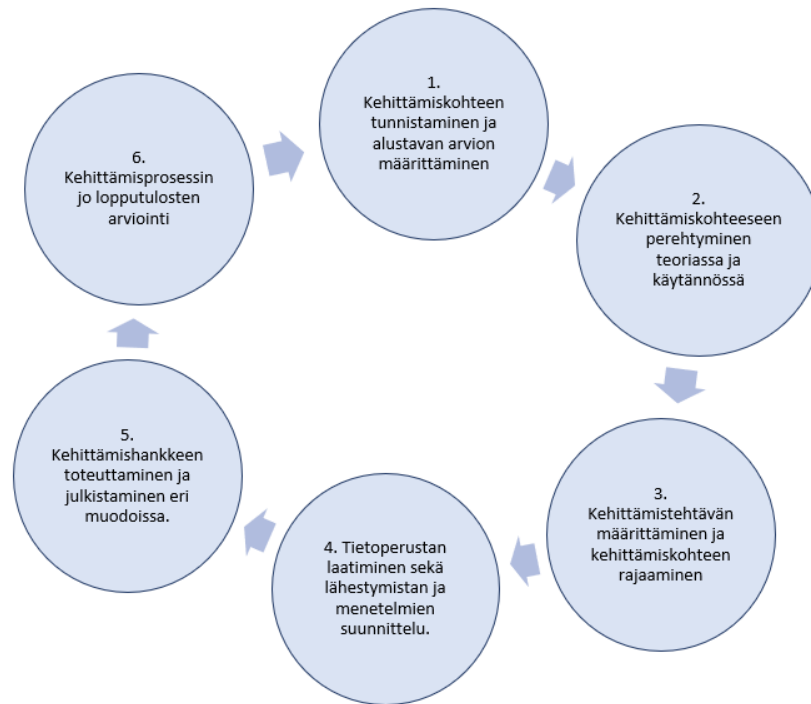 1.
Kehittämiskohteen
tunnistaminen ja
alustavan arvion
määrittäminen
2.
Kehittämiskohteeseen
perehtyminen
teoriassa ja
käytännössä
3.
Kehittämistehtävän
määrittäminen ja
kehittämiskohteen
rajaaminen
4. Tietoperustan
laatiminen sekä
lähestymistan ja
menetelmien
suunnittelu.
5.
Kehittämishankkeen
toteuttaminen ja
julkistaminen eri
muodoissa.
6.
Kehittämisprosessin
jo lopputulosten
arviointi